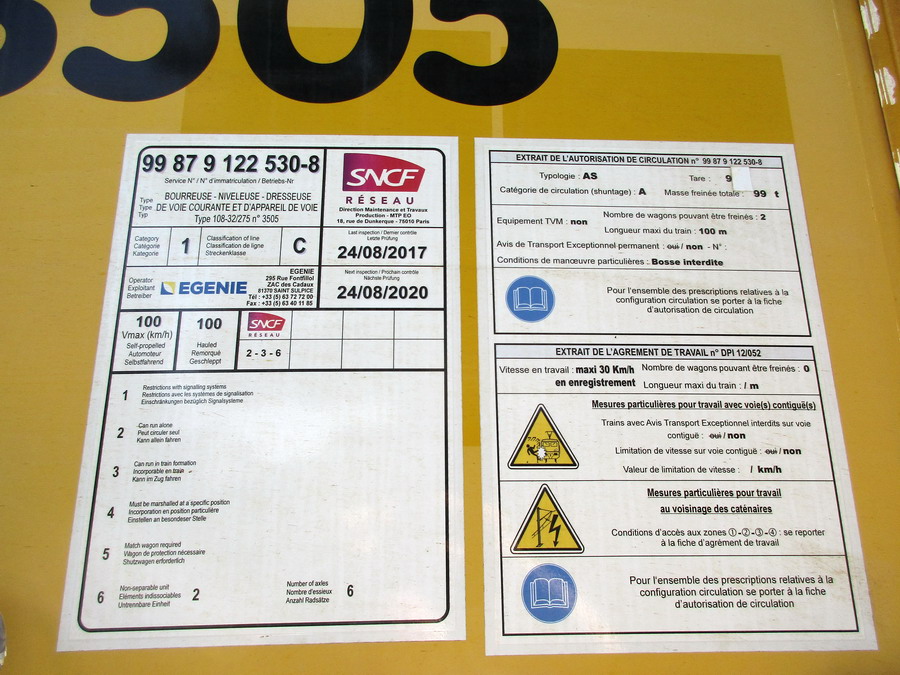 3505
99 87 9 122 530-8
Service N° / N° d'immatriculation / Betriebs-Nr
Type
Type
Typ
BOURREUSE - NIVELEUSE - DRESSEUSE
DE VOIE COURANTE ET D'APPAREIL DE VOIE
Type 108-32/275 n° 3505
SNCF
RÉSEAU
Direction Maintenance et Travaux
Production - MTP EO
18, rue de Dunkerque - 75010 Paris
Category
Catégorie
Kategorie
1
Classification of line
Classification de ligne
Streckenklasse
C
Last inspection / Dernier contrôle
Letzte Prüfung
24/08/2017
Operator
Exploitant
Betreiber
EGENIE
EGENIE
295 Rue Fontfillol
ZAC des Cadaux
81370 SAINT SULPICE
Tél : +33 (5) 63 72 72 00
Fax : +33 (5) 63 40 11 85
Next inspection / Prochain contrôle
Nächste Prüfung
24/08/2020
100
Vmax (km/h)
Self-propelled
Automoteur
Selbstfahrend
100
Hauled
Remorqué
Geschleppt
SNCF
RÉSEAU
2 - 3 - 6
1
Restrictions with signalling systems
Restrictions avec les systèmes de signalisation
Einschränkungen bezüglich Signalsysteme
2
Can run alone
Peut circuler seul
Kann allein fahren
3
Can run in train formation
Incorporable en train
Kann im Zug fahren
4
Must be marshalled at a specific position
Incorporation en position particulière
Einstellen an besondeser Stelle
5
Match wagon required
Wagon de protection nécessaire
Shutzwagen erforderlich
6
Non-separable unit
Eléments indissociables
Untrennbare Einheit
2
Number of axles
Nombre d'essieux
Anzahl Radsätze
6
EXTRAIT DE L'AUTORISATION DE CIRCULATION n° 99 87 9 122 530-8
Typologie : AS
Tare : 9
Catégorie de circulation (shuntage) : A
Masse freinée totale : 99 t
Equipement TVM : non
Nombre de wagons pouvant être freinés : 2
Longueur maxi du train : 100 m
Avis de Transport Exceptionnel permanent : oui / non - N° :
Conditions de manœuvre particulières : Bosse interdite
Pour l'ensemble des prescriptions relatives à la
configuration circulation se porter à la fiche
d'autorisation de circulation
EXTRAIT DE L'AGREMENT DE TRAVAIL n° DPI 12/052
Vitesse en travail : maxi 30 Km/h
en enregistrement
Nombre de wagons pouvant être freinés : 0
Longueur maxi du train : / m
Mesures particulières pour travail avec voie(s) contiguë(s)
Trains avec Avis Transport Exceptionnel interdits sur voie
contiguë : oui / non
Limitation de vitesse sur voie contiguë : oui / non
Valeur de limitation de vitesse : / km/h
Mesures particulières pour travail
au voisinage des caténaires
Conditions d'accès aux zones ①-②-③-④ : se reporter
à la fiche d'agrément de travail
Pour l'ensemble des prescriptions relatives à la
configuration circulation se porter à la fiche
d'autorisation de circulation